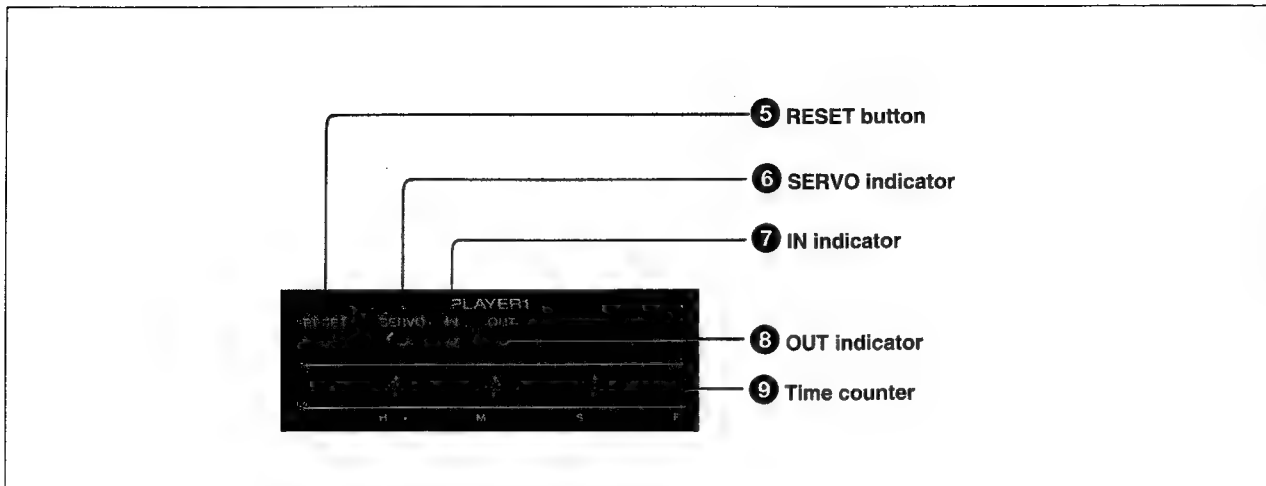 5 RESET button
6 SERVO indicator
7 IN indicator
PLAYER1
RESET SERVO IN OUT
8 OUT indicator
9 Time counter
H M S F